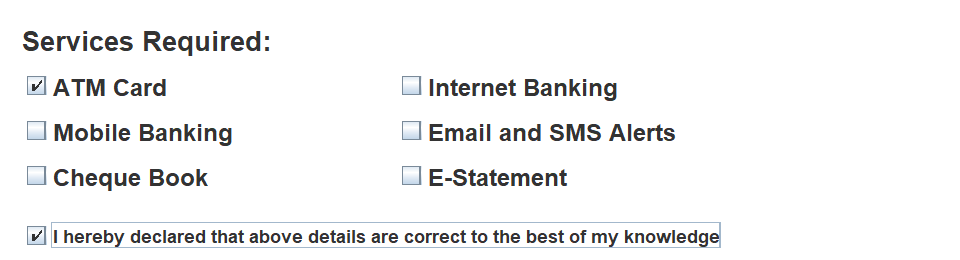 Services Required:
ATM Card Internet Banking
Mobile Banking Email and SMS Alerts
Cheque Book E-Statement
I hereby declared that above details are correct to the best of my knowledge